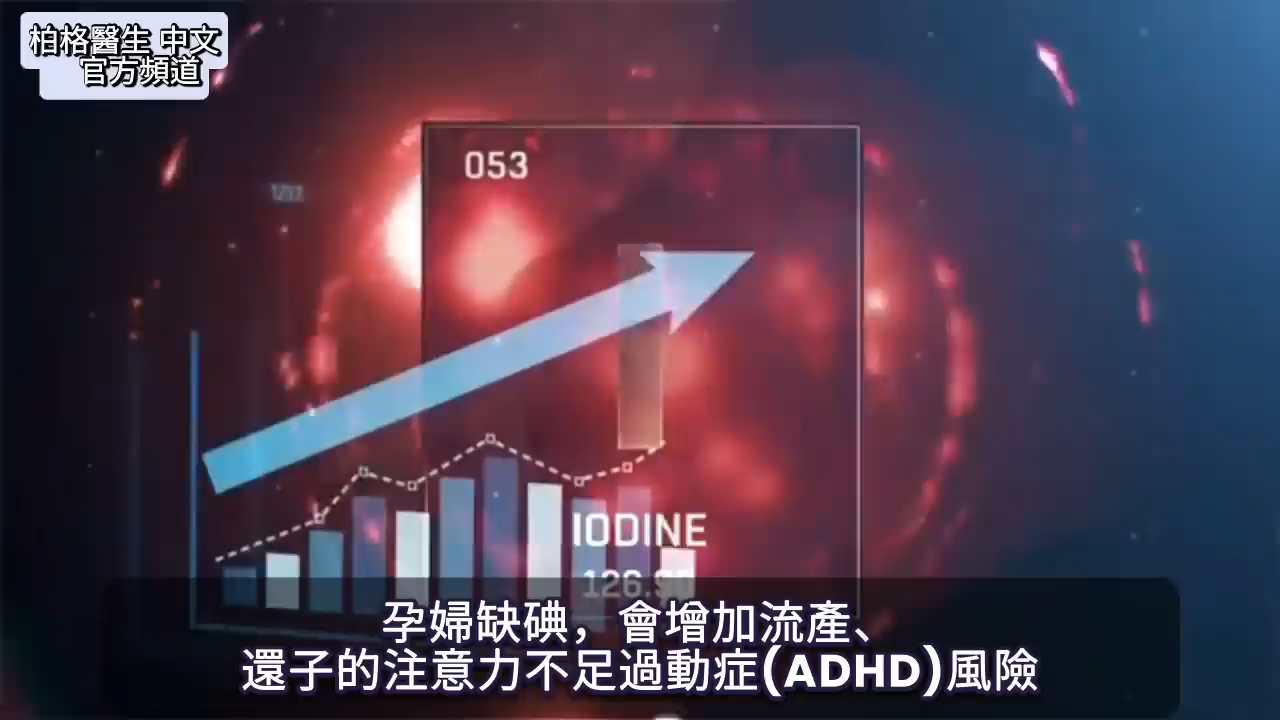 柏格醫生 中文
官方頻道
053
IODINE
孕婦缺碘，會增加流產、
還子的注意力不足過動症(ADHD)風險